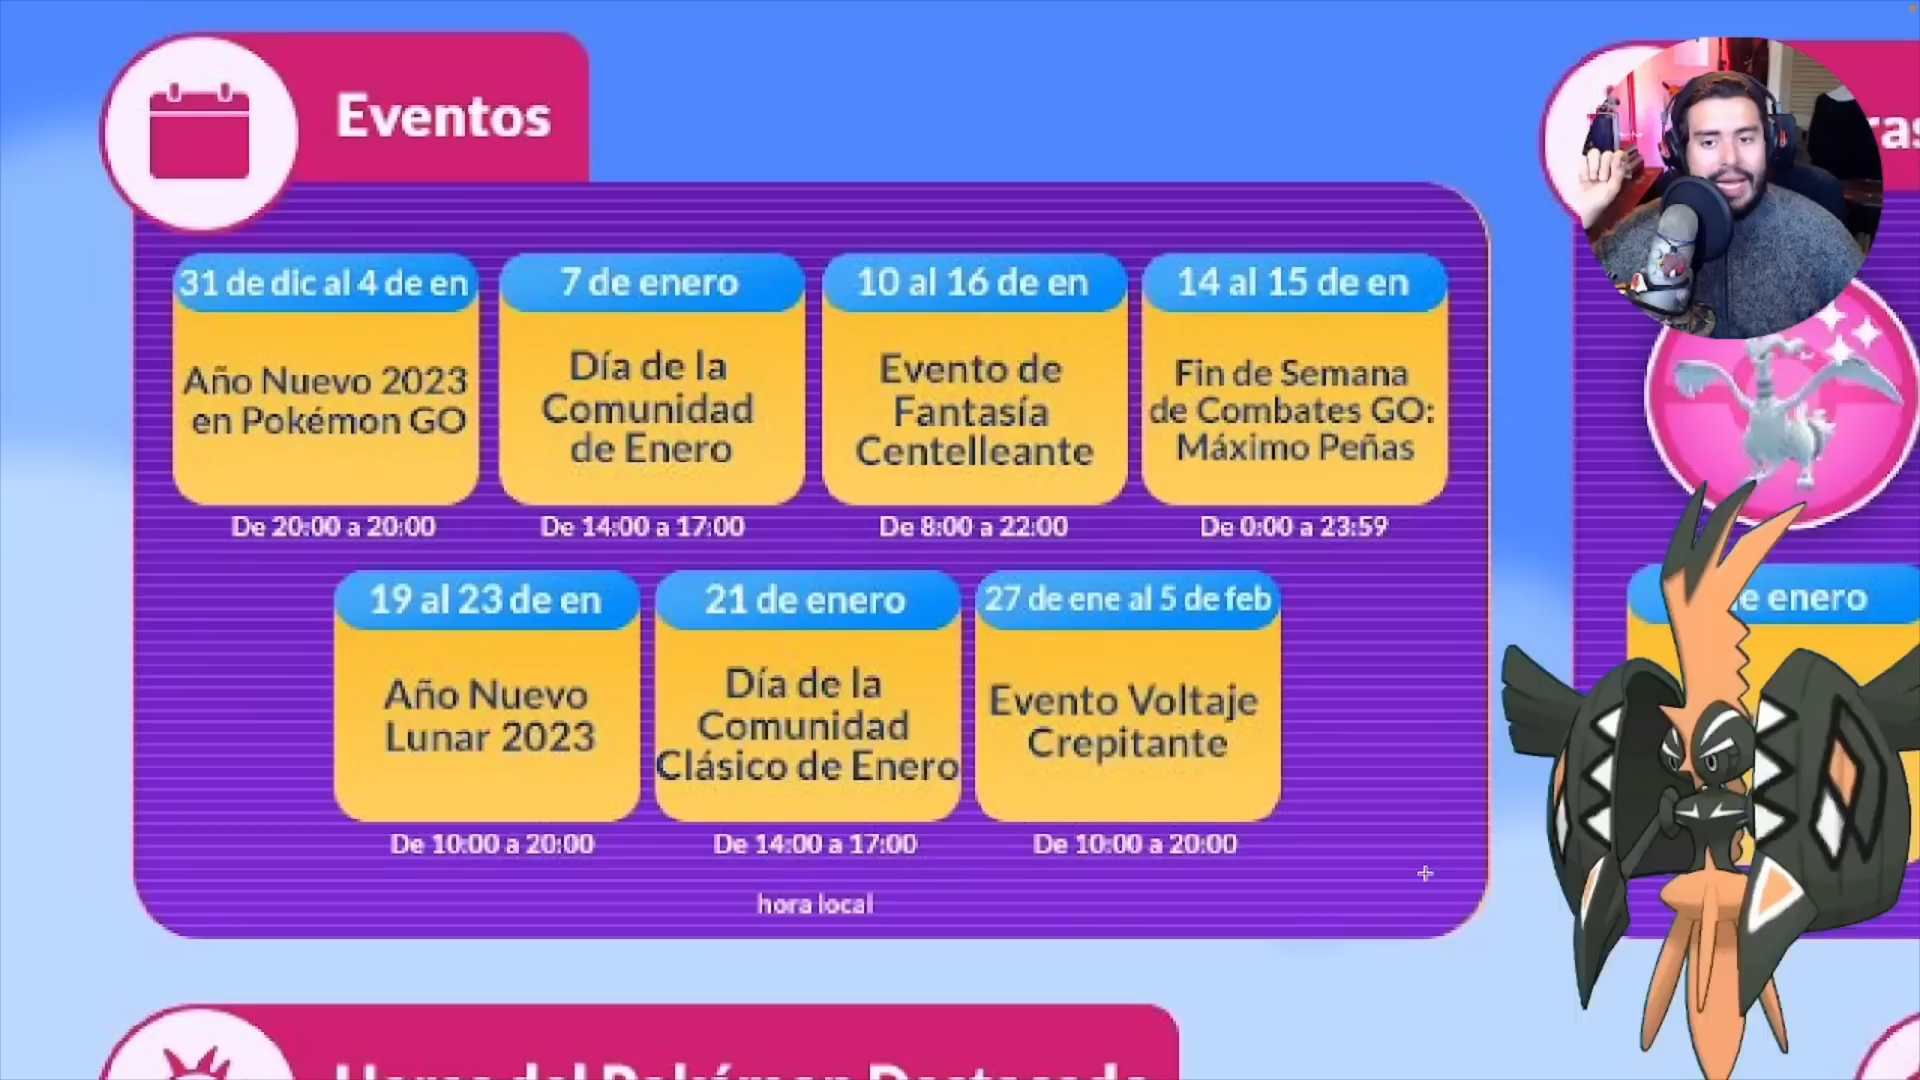 Eventos
31 de dic al 4 de en
Año Nuevo 2023
en Pokémon GO
De 20:00 a 20:00
7 de enero
Día de la
Comunidad
de Enero
De 14:00 a 17:00
10 al 16 de en
Evento de
Fantasía
Centelleante
De 8:00 a 22:00
14 al 15 de en
Fin de Semana
de Combates GO:
Máximo Peñas
De 0:00 a 23:59
19 al 23 de en
Año Nuevo
Lunar 2023
De 10:00 a 20:00
21 de enero
Día de la
Comunidad
Clásico de Enero
De 14:00 a 17:00
27 de ene al 5 de feb
Evento Voltaje
Crepitante
De 10:00 a 20:00
hora local
enero
Horas del Pokémon Destacado